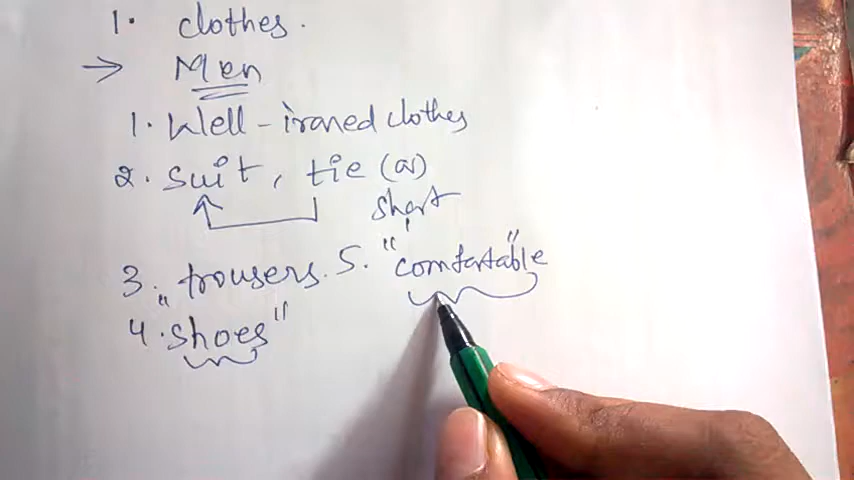 1. clothes.
→ Men
1. Well-ironed clothes
2. suit, tie (or)
short
3. trousers. 5. "comfortable"
4. "shoes"